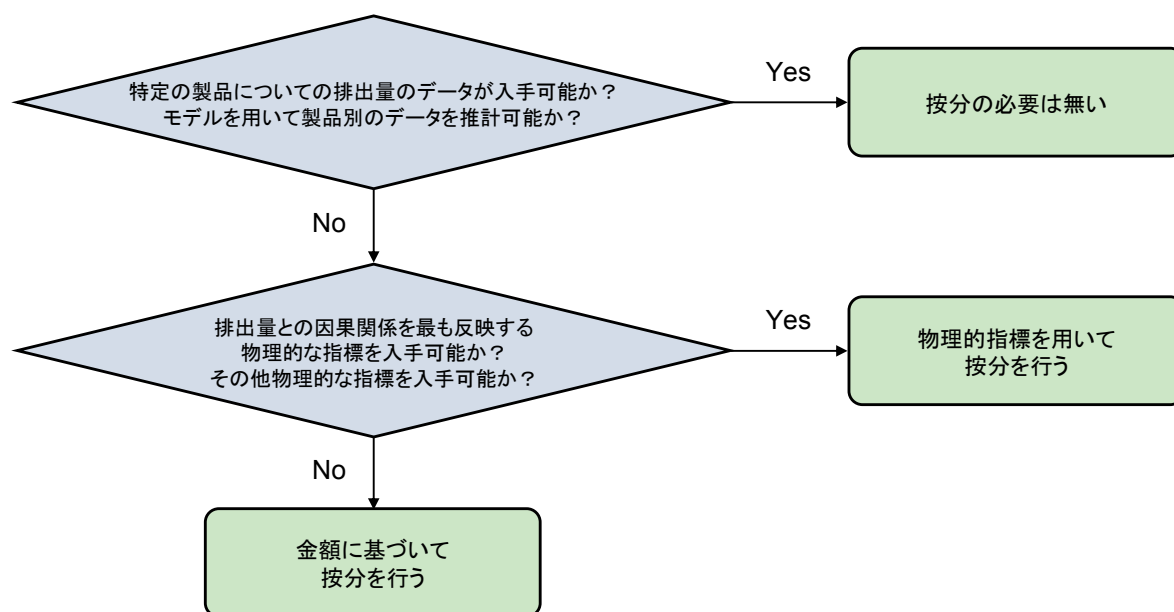 特定の製品についての排出量のデータが入手可能か？
モデルを用いて製品別のデータを推計可能か？
Yes
按分の必要は無い
No
排出量との因果関係を最も反映する
物理的な指標を入手可能か？
その他物理的な指標を入手可能か？
Yes
物理的指標を用いて
按分を行う
No
金額に基づいて
按分を行う